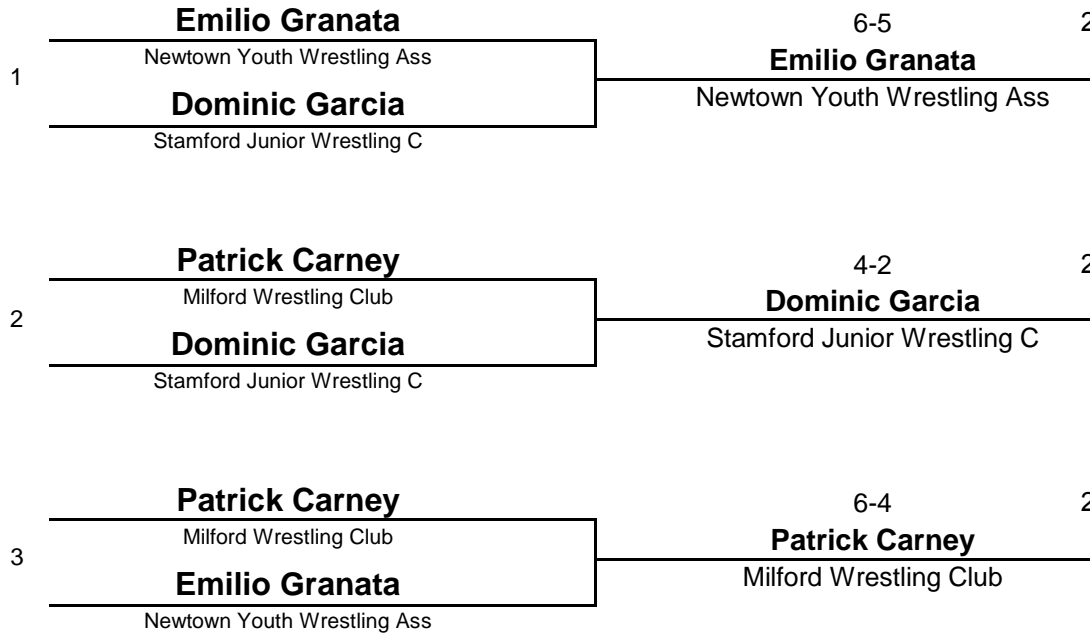 Emilio Granata
6-5 2
Newtown Youth Wrestling Ass
Emilio Granata
1
Dominic Garcia
Newtown Youth Wrestling Ass
Stamford Junior Wrestling C
Patrick Carney
4-2 2
Milford Wrestling Club
Dominic Garcia
2
Dominic Garcia
Stamford Junior Wrestling C
Stamford Junior Wrestling C
Patrick Carney
6-4 2
Milford Wrestling Club
Patrick Carney
3
Emilio Granata
Milford Wrestling Club
Newtown Youth Wrestling Ass